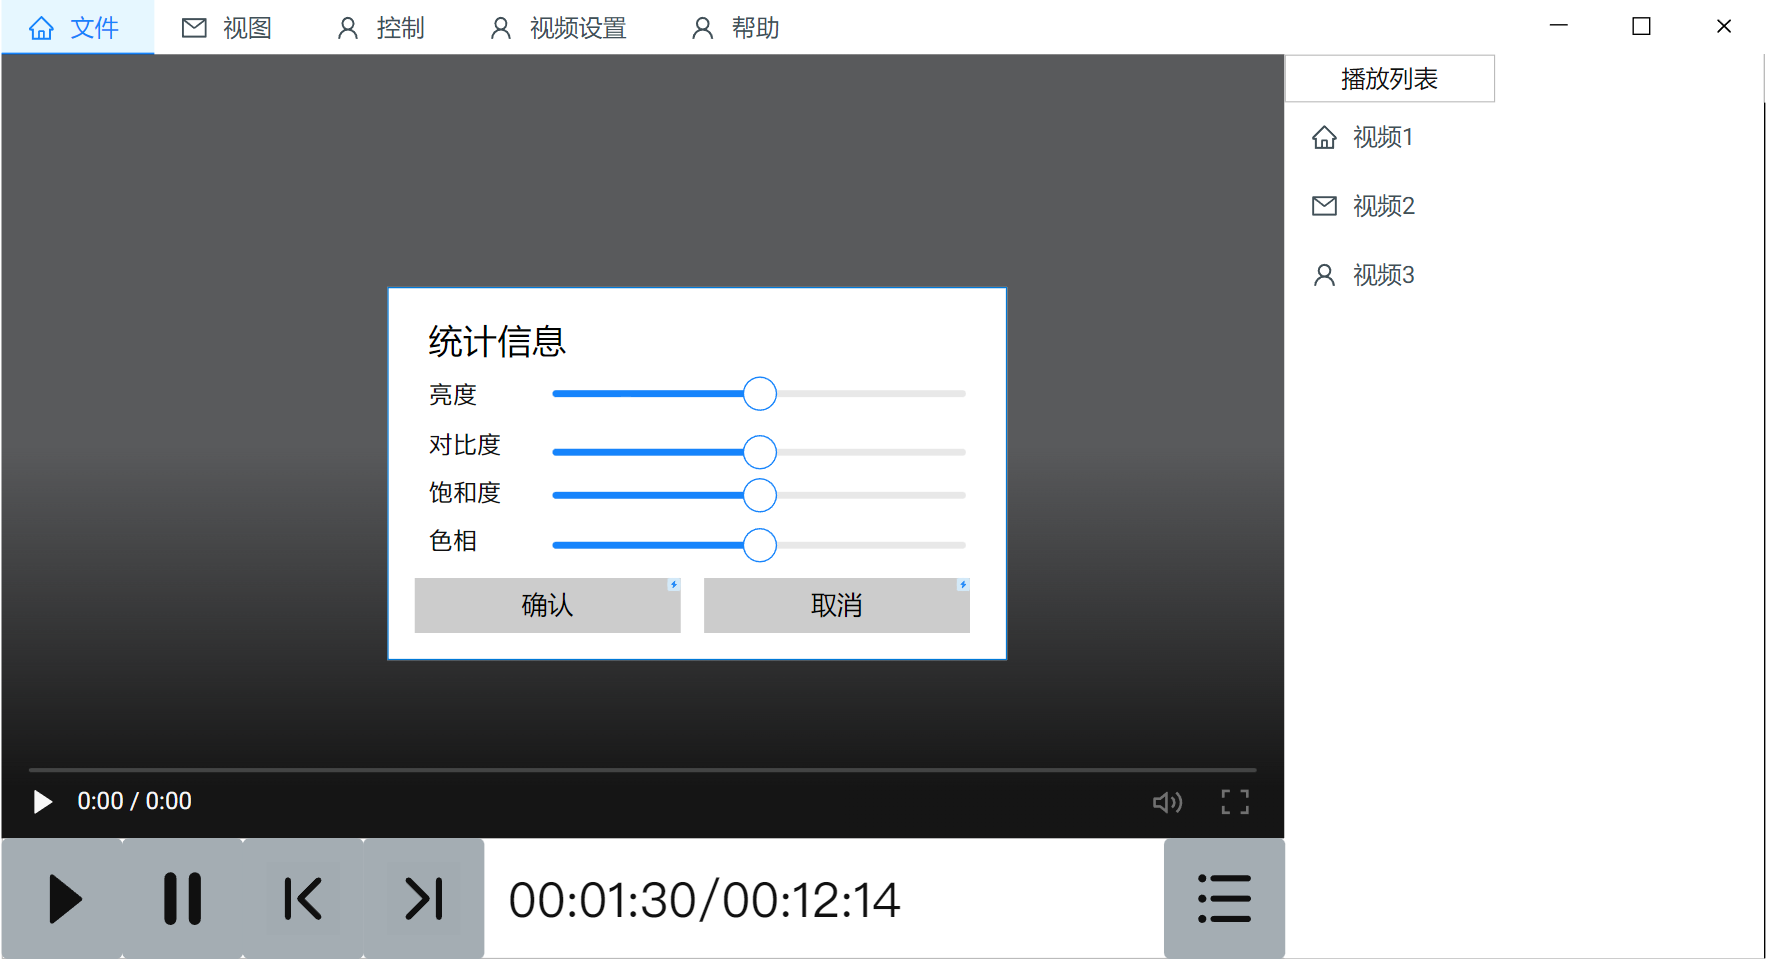 文件 视图 控制 视频设置 帮助
播放列表
视频1
视频2
视频3
统计信息
亮度
对比度
饱和度
色相
确认 取消
0:00 / 0:00
00:01:30/00:12:14